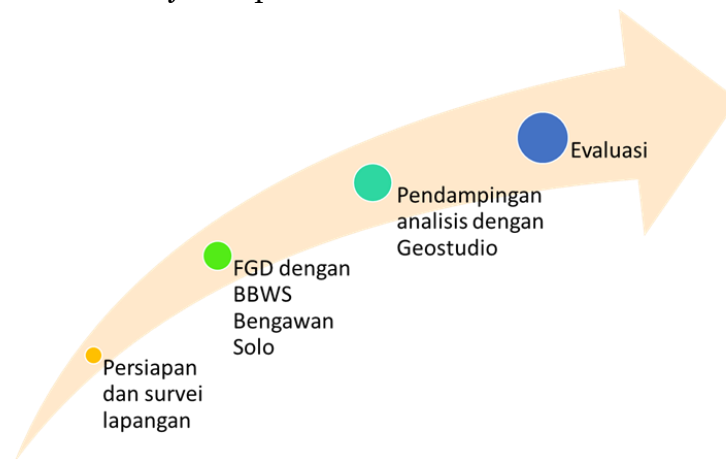 Persiapan
dan survei
lapangan
FGD dengan
BBWS
Bengawan
Solo
Pendampingan
analisis dengan
Geostudio
Evaluasi